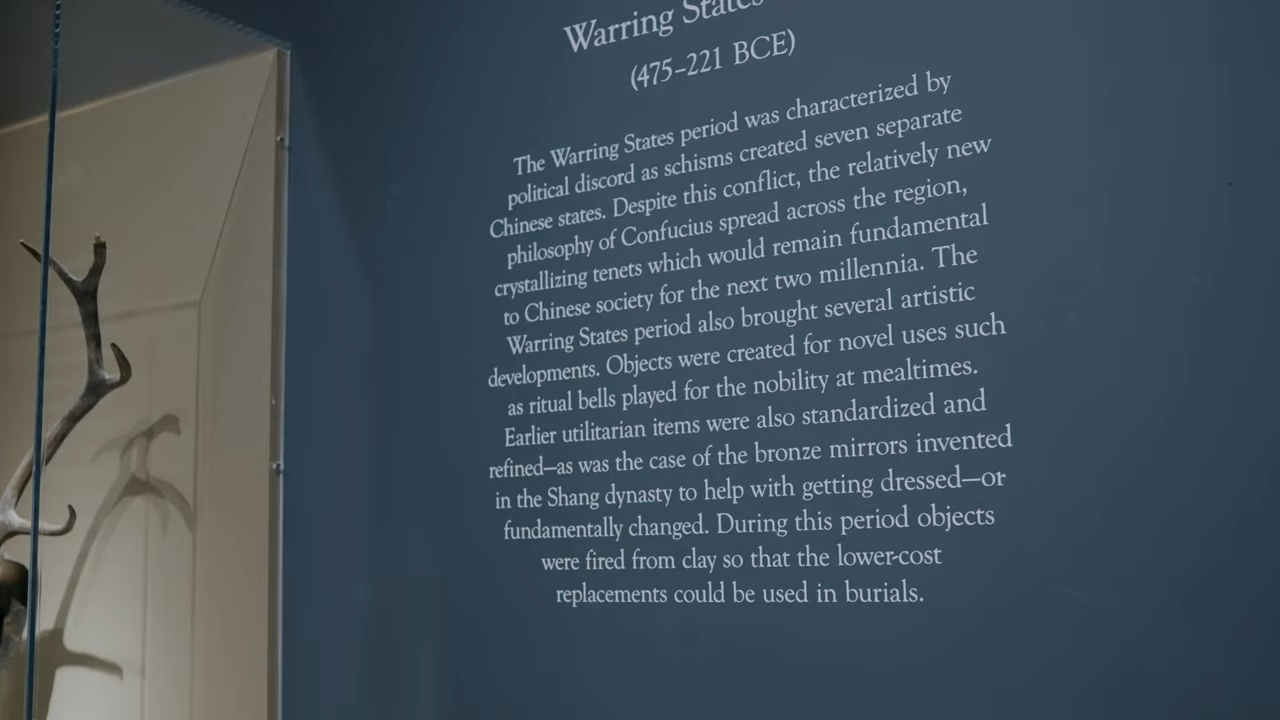 Warring States
(475–221 BCE)
The Warring States period was characterized by
political discord as schisms created seven separate
Chinese states. Despite this conflict, the relatively new
philosophy of Confucius spread across the region,
crystallizing tenets which would remain fundamental
to Chinese society for the next two millennia. The
Warring States period also brought several artistic
developments. Objects were created for novel uses such
as ritual bells played for the nobility at mealtimes.
Earlier utilitarian items were also standardized and
refined—as was the case of the bronze mirrors invented
in the Shang dynasty to help with getting dressed—or
fundamentally changed. During this period objects
were fired from clay so that the lower-cost
replacements could be used in burials.